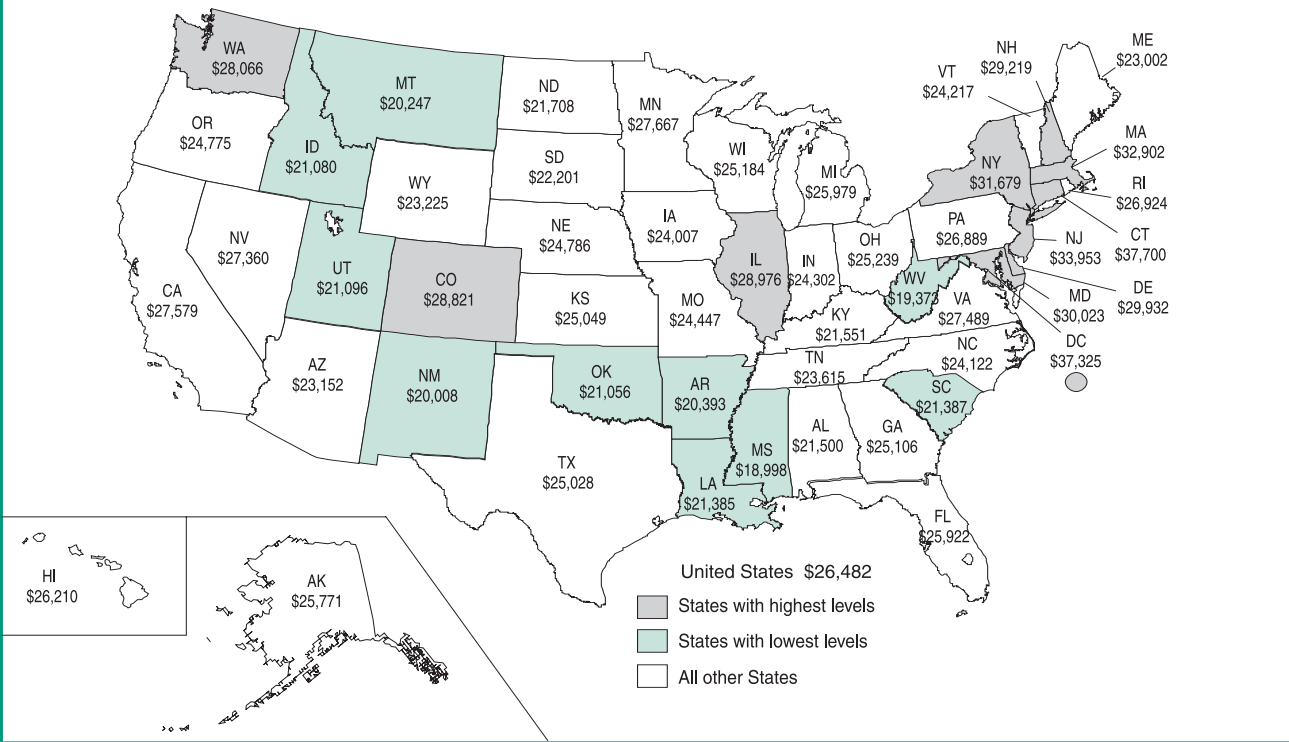 WA
$28,066
MT
$20,247
ND
$21,708
MN
$27,667
OR
$24,775
ID
$21,080
WY
$23,225
SD
$22,201
WI
$25,184
MI
$25,979
VT
$24,217
NH
$29,219
ME
$23,002
MA
$32,902
NY
$31,679
RI
$26,924
CT
$37,700
NJ
$33,953
PA
$26,889
DE
$29,932
MD
$30,023
DC
$37,325
NV
$27,360
UT
$21,096
CO
$28,821
NE
$24,786
IA
$24,007
IL
$28,976
IN
$24,302
OH
$25,239
WV
$19,373
VA
$27,489
CA
$27,579
KS
$25,049
MO
$24,447
KY
$21,551
NC
$24,122
TN
$23,615
AZ
$23,152
NM
$20,008
OK
$21,056
AR
$20,393
SC
$21,387
MS
$18,998
AL
$21,500
GA
$25,106
TX
$25,028
LA
$21,385
FL
$25,922
HI
$26,210
AK
$25,771
United States $26,482
States with highest levels
States with lowest levels
All other States